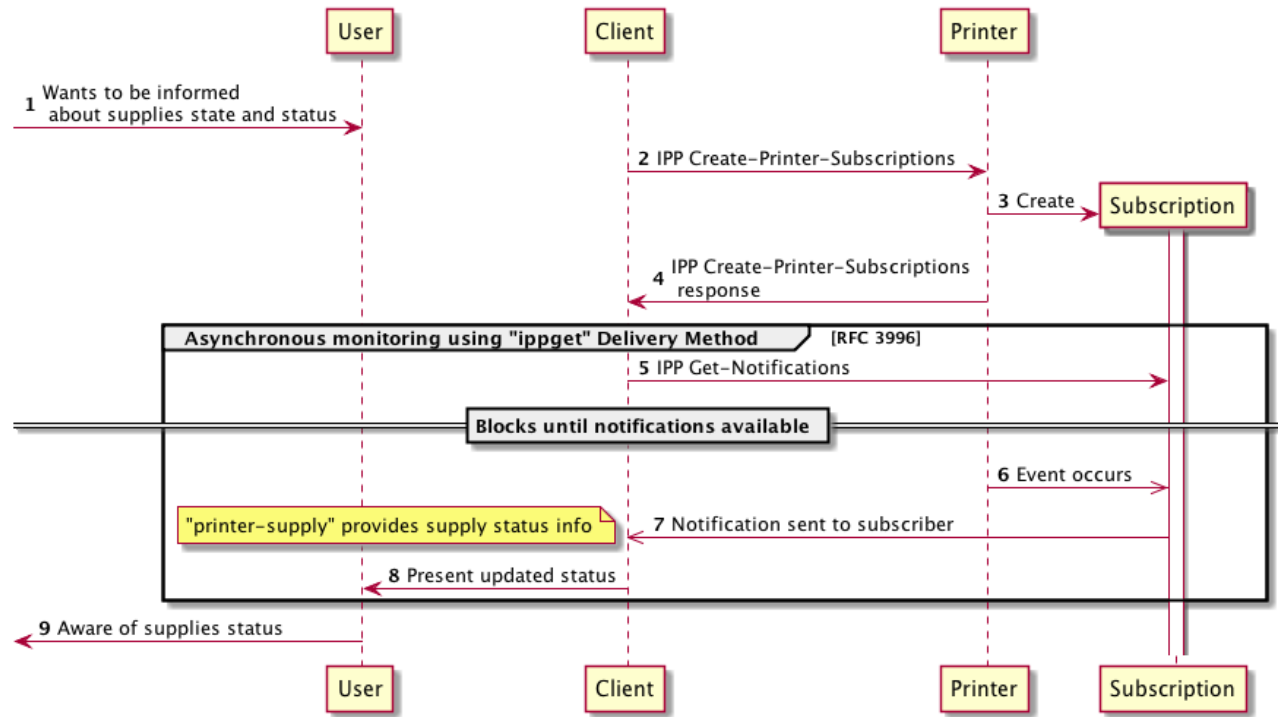 User
Client
Printer
1 Wants to be informed
about supplies state and status
2 IPP Create-Printer-Subscriptions
3 Create
Subscription
4 IPP Create-Printer-Subscriptions
response
Asynchronous monitoring using "ippget" Delivery Method [RFC 3996]
5 IPP Get-Notifications
Blocks until notifications available
6 Event occurs
"printer-supply" provides supply status info
7 Notification sent to subscriber
8 Present updated status
9 Aware of supplies status
User
Client
Printer
Subscription